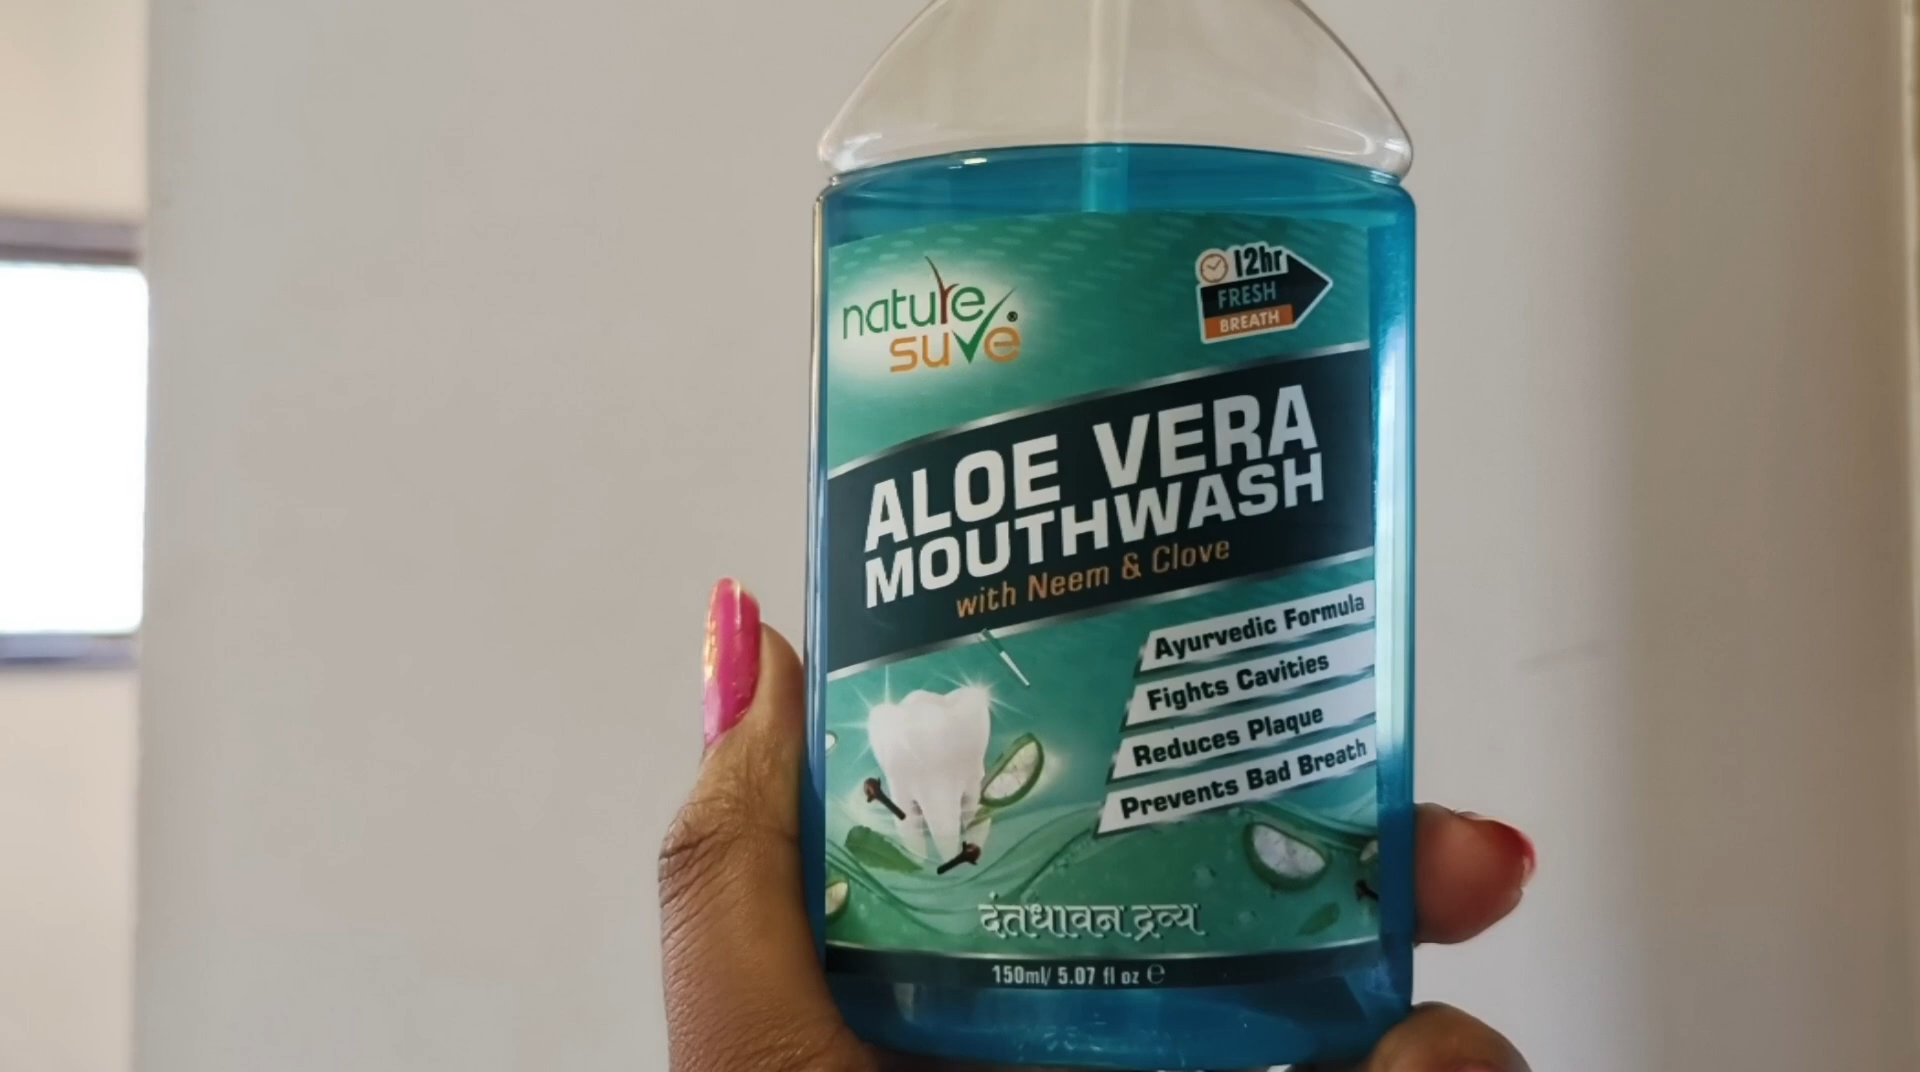 nature
suve®
12hr
FRESH
BREATH
ALOE VERA
MOUTHWASH
with Neem & Clove
Ayurvedic Formula
Fights Cavities
Reduces Plaque
Prevents Bad Breath
दंतधावन द्रव्य
150ml/ 5.07 fl oz ℮